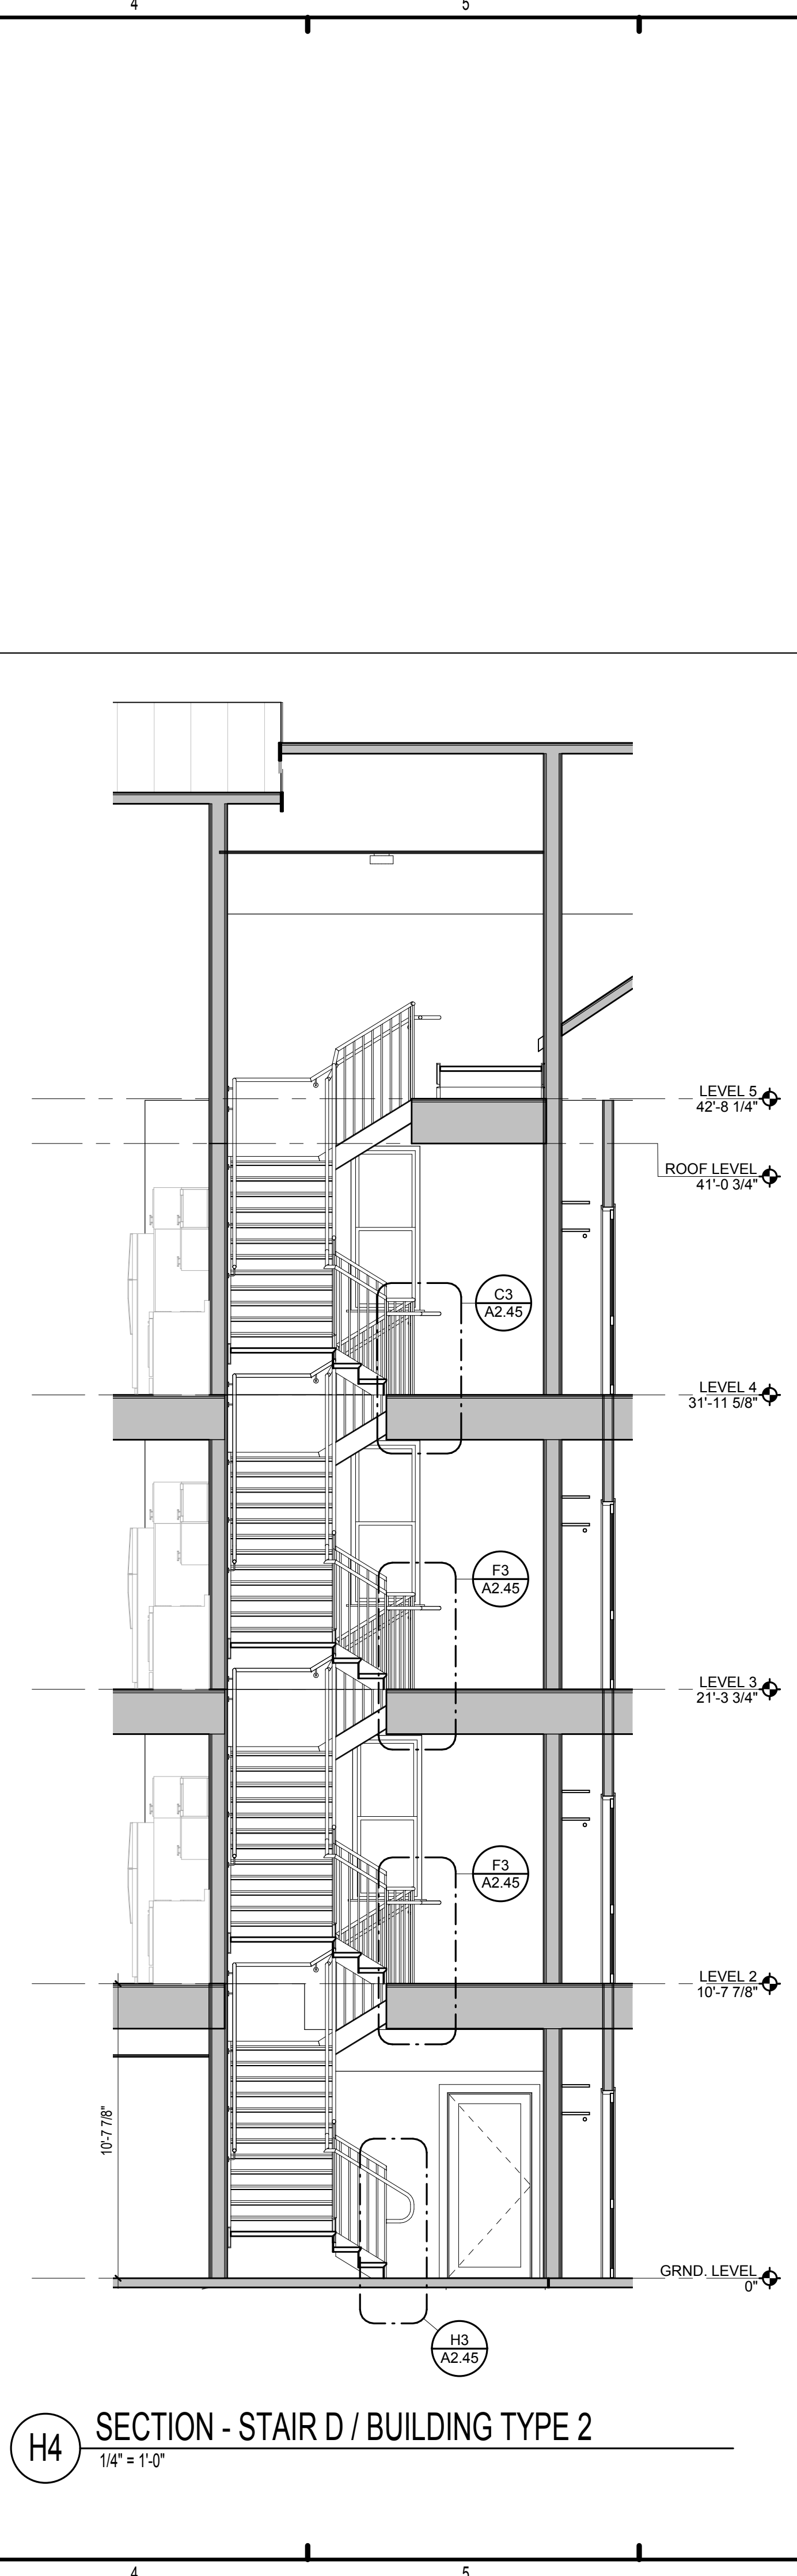 4 5
LEVEL 5
42'-8 1/4"
ROOF LEVEL
41'-0 3/4"
C3
A2.45
LEVEL 4
31'-11 5/8"
F3
A2.45
LEVEL 3
21'-3 3/4"
F3
A2.45
LEVEL 2
10'-7 7/8"
10'-7 7/8"
GRND. LEVEL
0"
H3
A2.45
H4
SECTION - STAIR D / BUILDING TYPE 2
1/4" = 1'-0"
4 5